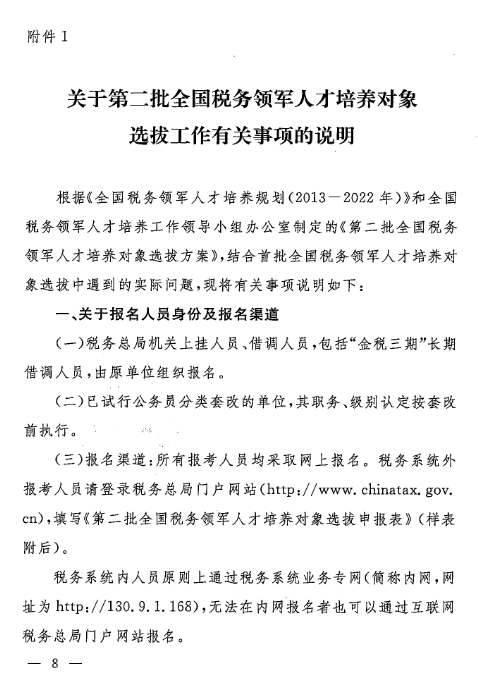 附件1
关于第二批全国税务领军人才培养对象
选拔工作有关事项的说明
根据《全国税务领军人才培养规划(2013—2022年)》和全国
税务领军人才培养工作领导小组办公室制定的《第二批全国税务
领军人才培养对象选拔方案》,结合首批全国税务领军人才培养对
象选拔中遇到的实际问题,现将有关事项说明如下:
一、关于报名人员身份及报名渠道
(一)税务总局机关上挂人员、借调人员,包括“金税三期”长期
借调人员,由原单位组织报名。
(二)已试行公务员分类套改的单位,其职务、级别认定按套改
前执行。
(三)报名渠道:所有报考人员均采取网上报名。税务系统外
报考人员请登录税务总局门户网站(http://www.chinatax.gov.
cn),填写《第二批全国税务领军人才培养对象选拔申报表》(样表
附后)。
税务系统内人员原则上通过税务系统业务专网(简称内网,网
址为http://130.9.1.168),无法在内网报名者也可以通过互联网
税务总局门户网站报名。
— 8 —